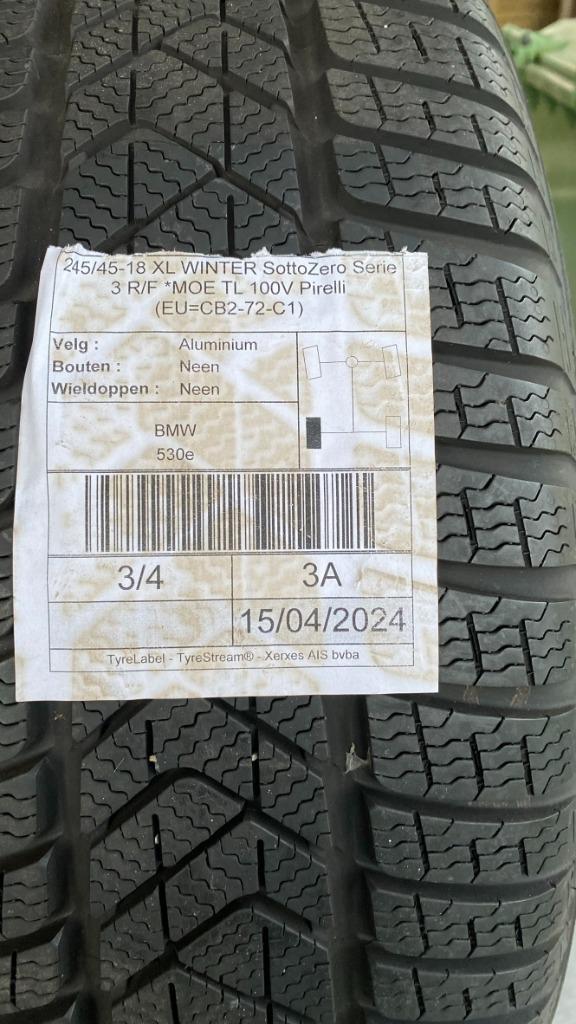 245/45-18 XL WINTER SottoZero Serie
3 R/F *MOE TL 100V Pirelli
(EU=CB2-72-C1)
Velg : Aluminium
Bouten : Neen
Wieldoppen : Neen
BMW
530e
3/4 3A
15/04/2024
TyreLabel - TyreStream® - Xerxes AIS bvba